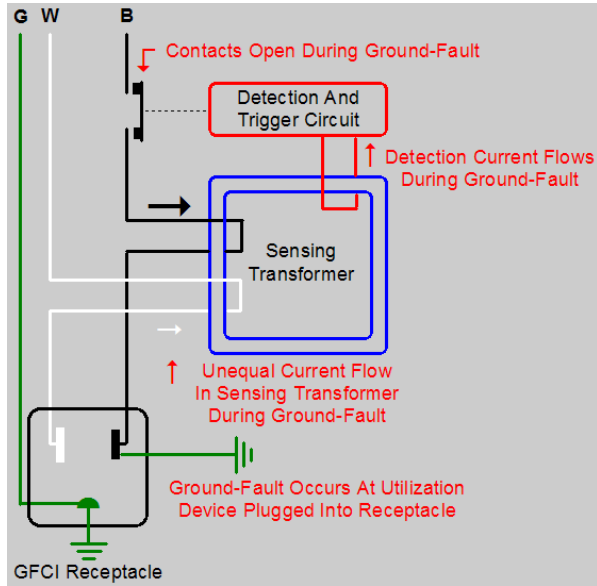 G W B
Contacts Open During Ground-Fault
Detection And
Trigger Circuit
Detection Current Flows
During Ground-Fault
Sensing
Transformer
Unequal Current Flow
In Sensing Transformer
During Ground-Fault
Ground-Fault Occurs At Utilization
Device Plugged Into Receptacle
GFCI Receptacle